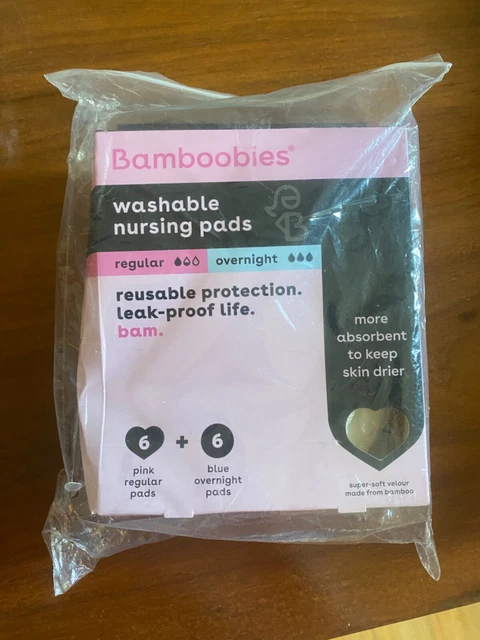 Bamboobies®
washable
nursing pads
regular
overnight
reusable protection.
leak-proof life.
bam.
more
absorbent
to keep
skin drier
6 + 6
pink
regular
pads
blue
overnight
pads
super-soft velour
made from bamboo